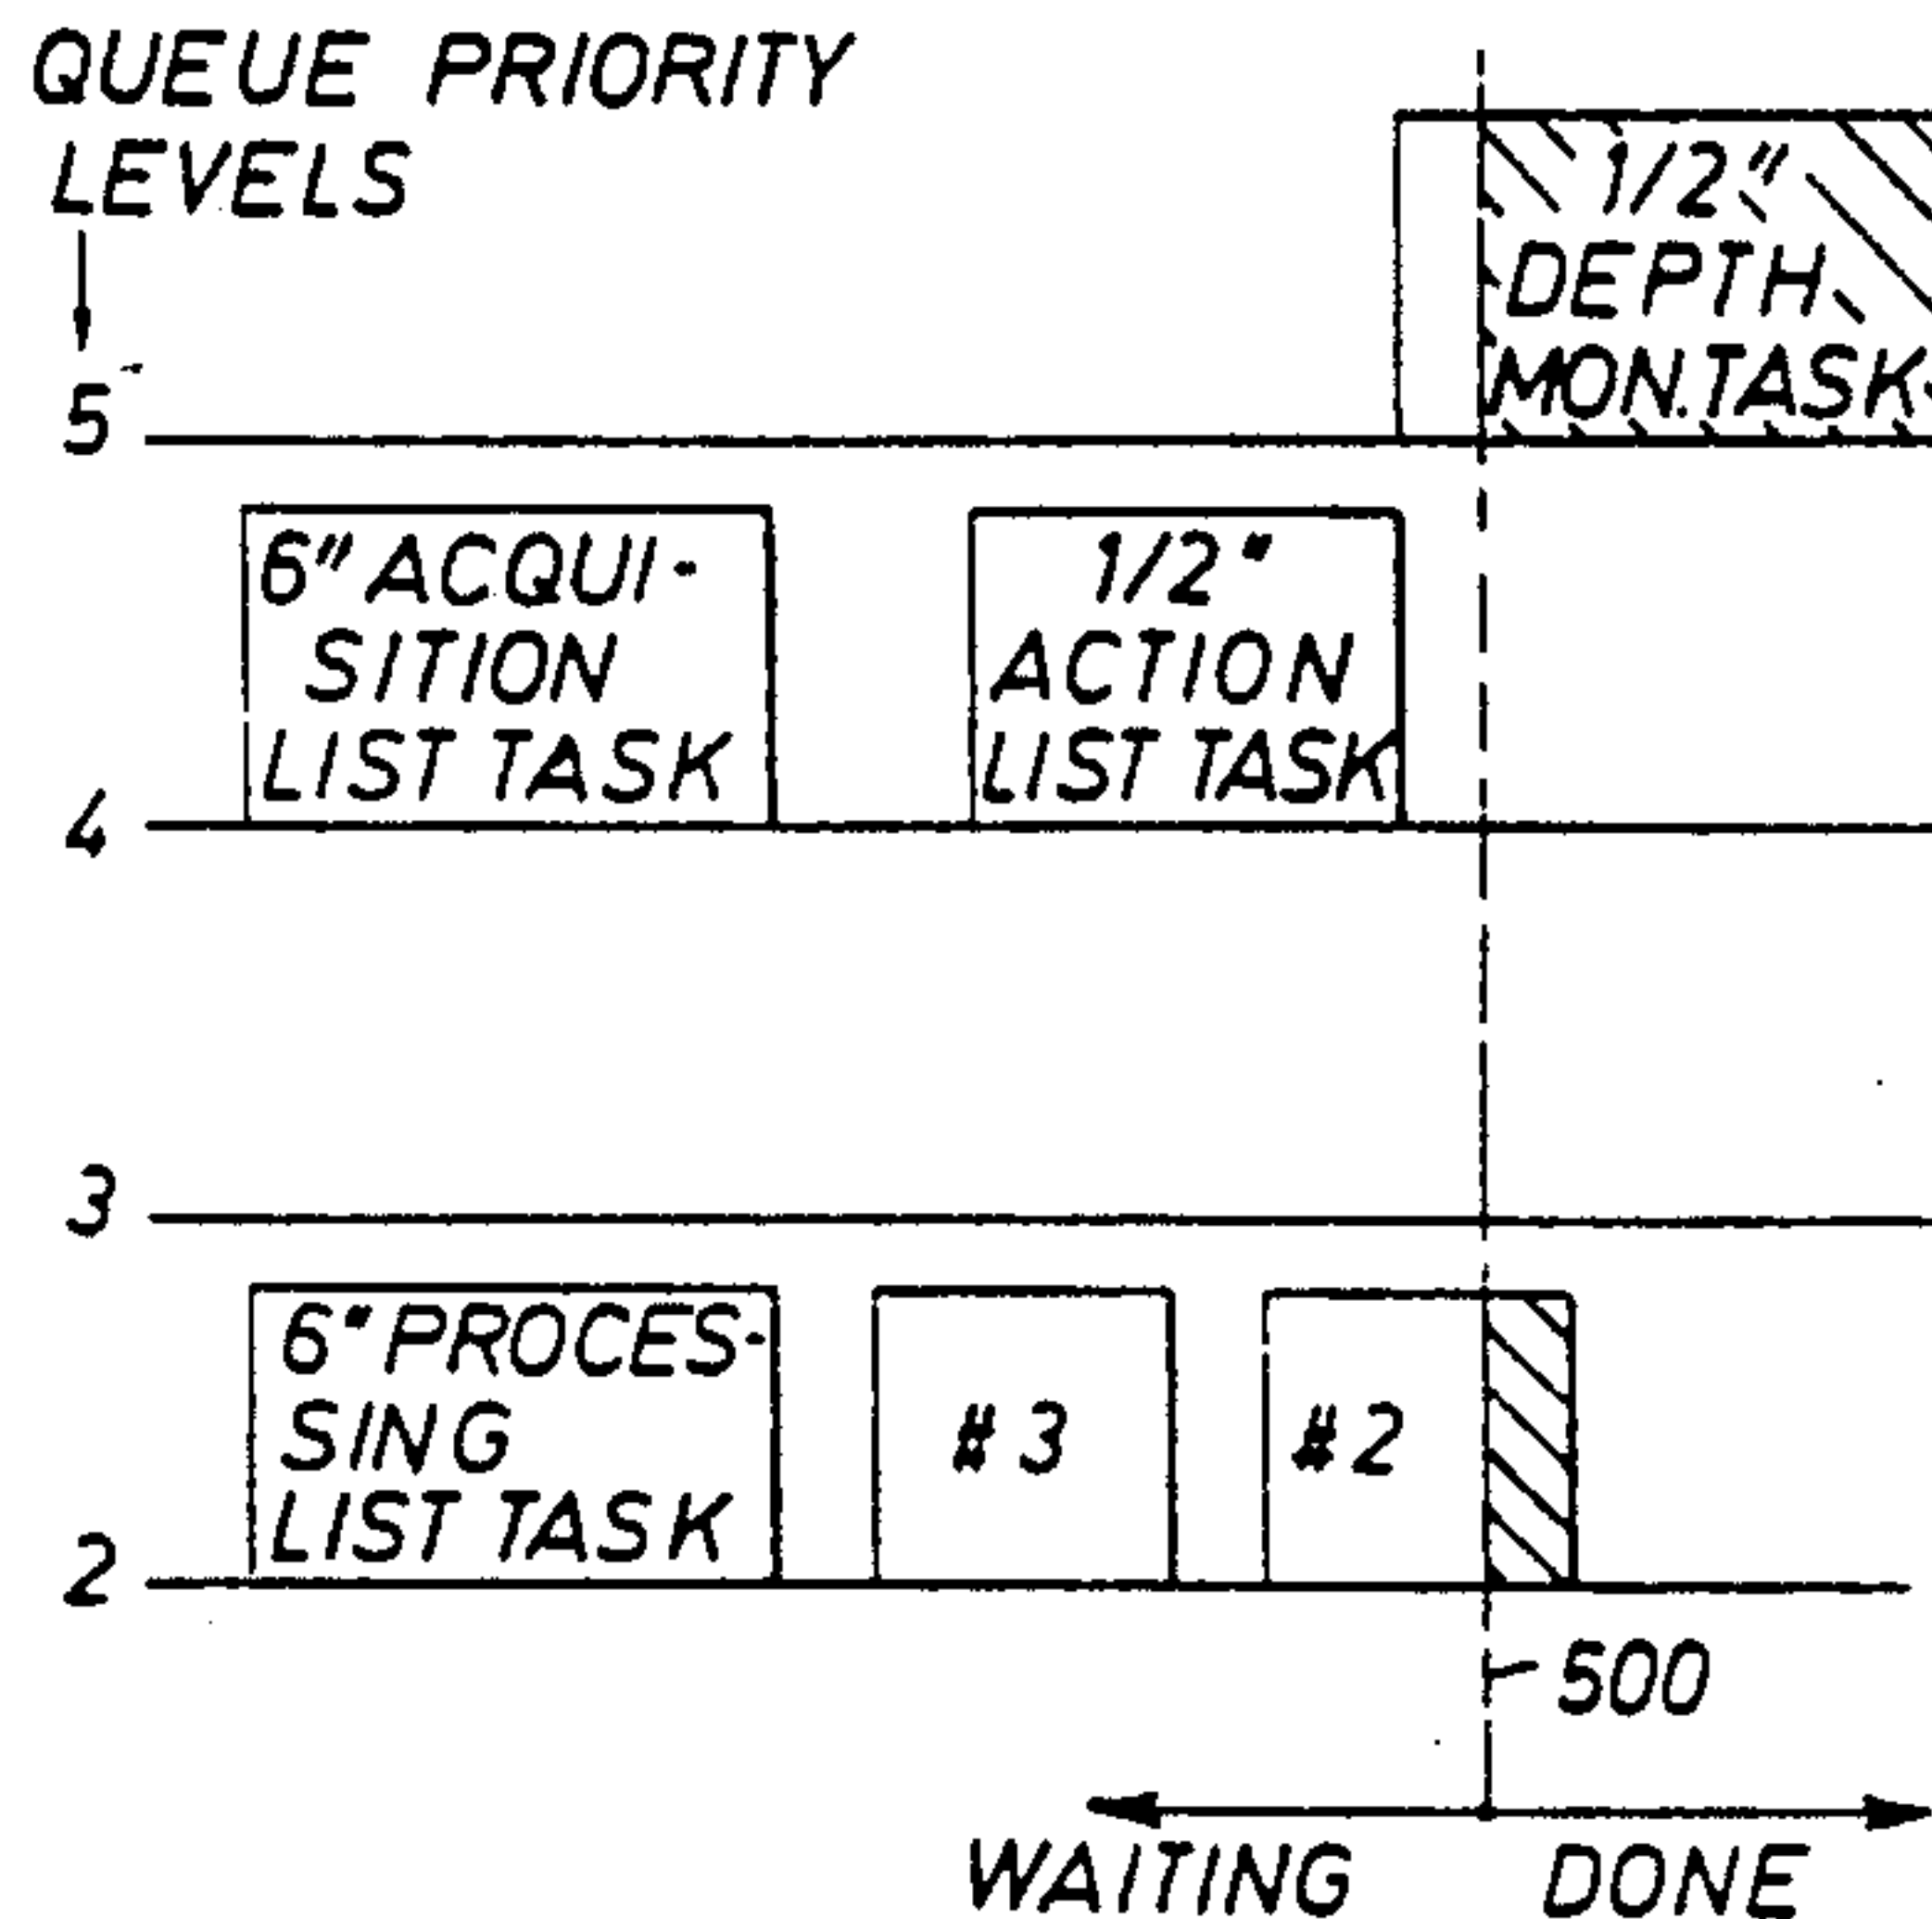 QUEUE PRIORITY
LEVELS
1/2"
DEPTH
MON. TASK
5
6" ACQUI-
SITION
LIST TASK
1/2"
ACTION
LIST TASK
4
3
6" PROCES-
SING
LIST TASK
#3
#2
2
500
WAITING
DONE